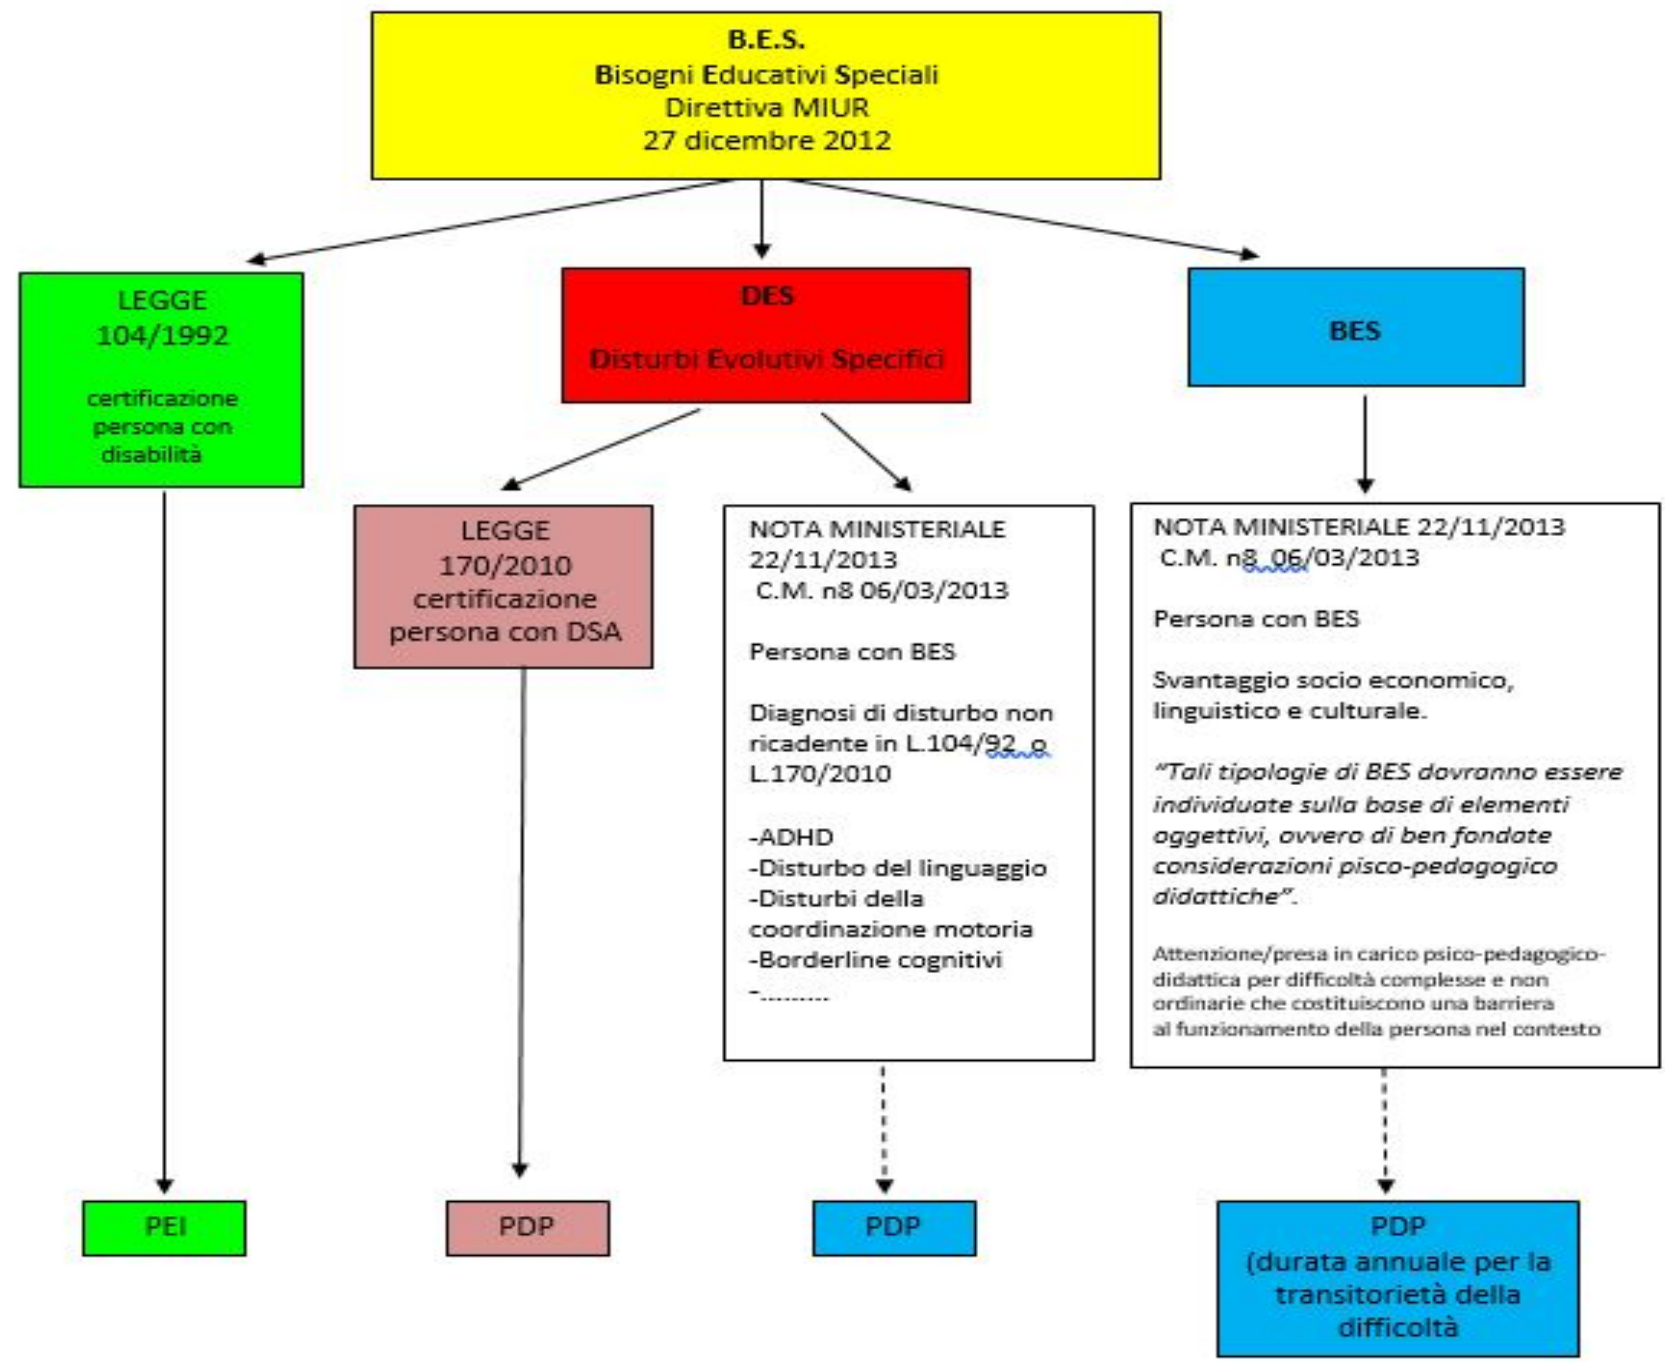 B.E.S.
Bisogni Educativi Speciali
Direttiva MIUR
27 dicembre 2012
LEGGE
104/1992
certificazione
persona con
disabilità
DES
Disturbi Evolutivi Specifici
BES
LEGGE
170/2010
certificazione
persona con DSA
NOTA MINISTERIALE
22/11/2013
C.M. n8 06/03/2013
Persona con BES
Diagnosi di disturbo non
ricadente in L.104/92 o
L.170/2010
-ADHD
-Disturbo del linguaggio
-Disturbi della
coordinazione motoria
-Borderline cognitivi
-.........
NOTA MINISTERIALE 22/11/2013
C.M. n8 06/03/2013
Persona con BES
Svantaggio socio economico,
linguistico e culturale.
“Tali tipologie di BES dovranno essere
individuate sulla base di elementi
oggettivi, ovvero di ben fondate
considerazioni pisco-pedagogico
didattiche”.
Attenzione/presa in carico psico-pedagogico-
didattica per difficoltà complesse e non
ordinarie che costituiscono una barriera
al funzionamento della persona nel contesto
PEI
PDP
PDP
PDP
(durata annuale per la
transitorietà della
difficoltà